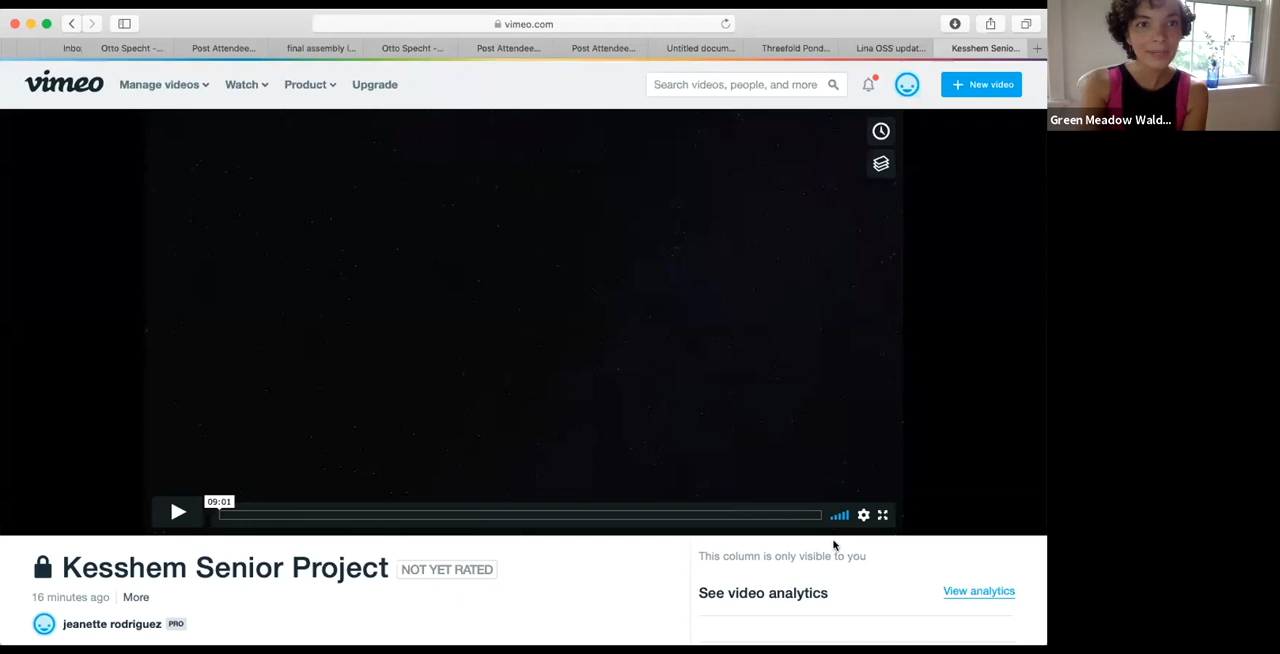 vimeo.com
Inbo
Otto Specht -...
Post Attendee...
final assembly i...
Otto Specht -...
Post Attendee...
Post Attendee...
Untitled docum...
Threefold Pond...
Lina OSS updat...
Kesshem Senio...
vimeo
Manage videos
Watch
Product
Upgrade
Search videos, people, and more
New video
Green Meadow Wald...
09:01
Kesshem Senior Project
NOT YET RATED
16 minutes ago
More
jeanette rodriguez PRO
This column is only visible to you
See video analytics
View analytics